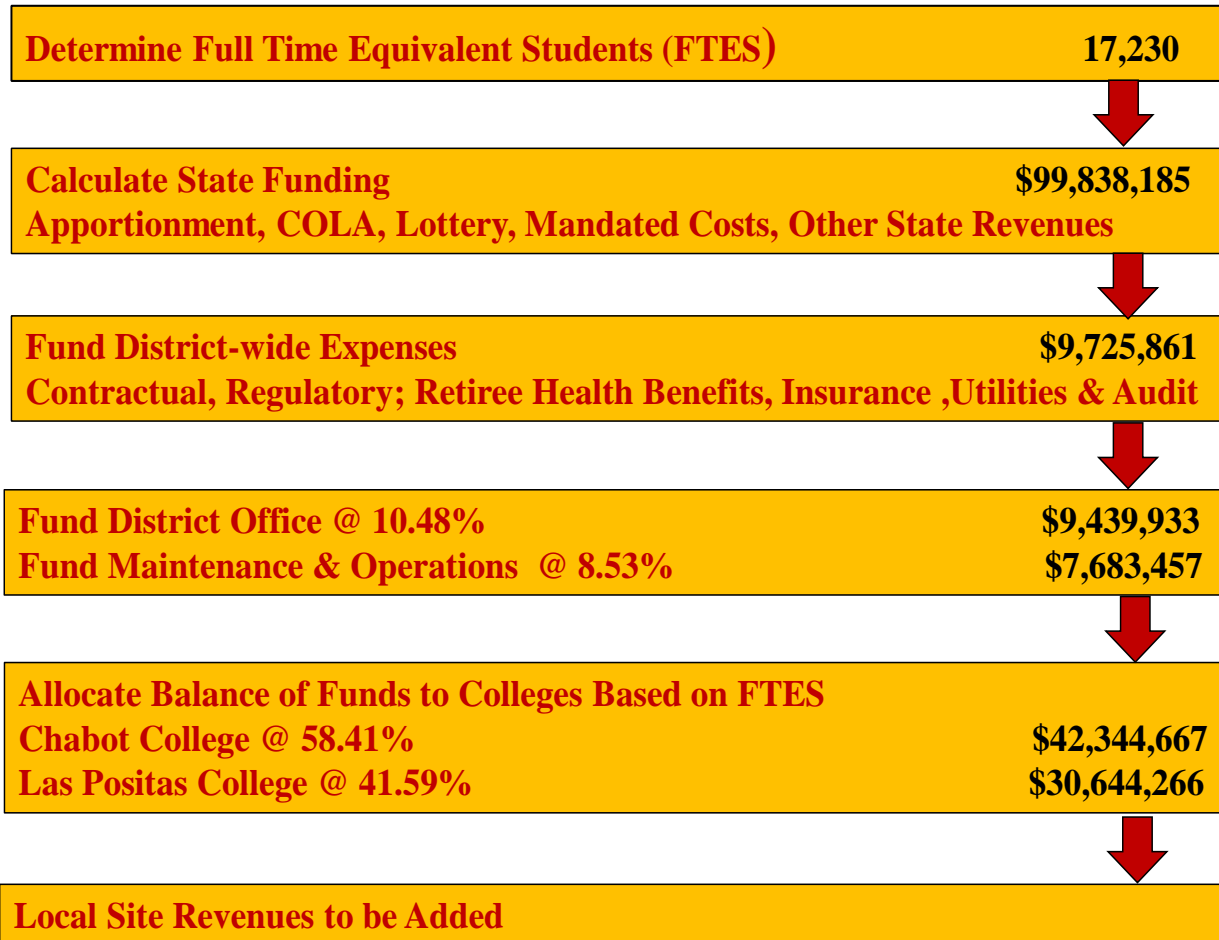 Determine Full Time Equivalent Students (FTES) 17,230
Calculate State Funding $99,838,185
Apportionment, COLA, Lottery, Mandated Costs, Other State Revenues
Fund District-wide Expenses $9,725,861
Contractual, Regulatory; Retiree Health Benefits, Insurance ,Utilities & Audit
Fund District Office @ 10.48% $9,439,933
Fund Maintenance & Operations @ 8.53% $7,683,457
Allocate Balance of Funds to Colleges Based on FTES
Chabot College @ 58.41% $42,344,667
Las Positas College @ 41.59% $30,644,266
Local Site Revenues to be Added